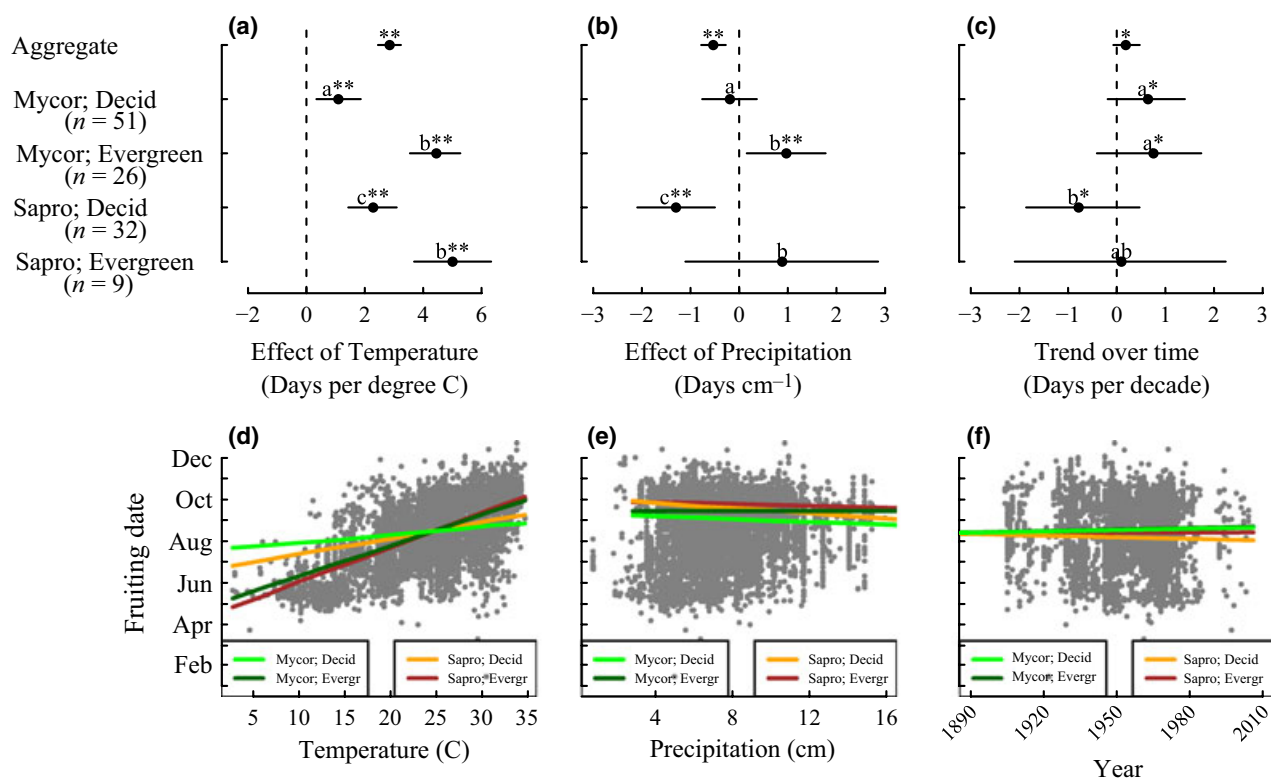 (a)
(b)
(c)
Aggregate
Mycor; Decid
(n = 51)
Mycor; Evergreen
(n = 26)
Sapro; Decid
(n = 32)
Sapro; Evergreen
(n = 9)
**
a**
b**
c**
b**
−2 0 2 4 6
Effect of Temperature
(Days per degree C)
**
a
b**
c**
b
−3 −2 −1 0 1 2 3
Effect of Precipitation
(Days cm−1)
*
a*
a*
b*
ab
−3 −2 −1 0 1 2 3
Trend over time
(Days per decade)
(d)
(e)
(f)
Fruiting date
Dec
Oct
Aug
Jun
Apr
Feb
Mycor; Decid
Mycor; Evergr
Sapro; Decid
Sapro; Evergr
5 10 15 20 25 30 35
Temperature (C)
Mycor; Decid
Mycor; Evergr
Sapro; Decid
Sapro; Evergr
4 8 12 16
Precipitation (cm)
Mycor; Decid
Mycor; Evergr
Sapro; Decid
Sapro; Evergr
1890 1920 1950 1980 2010
Year